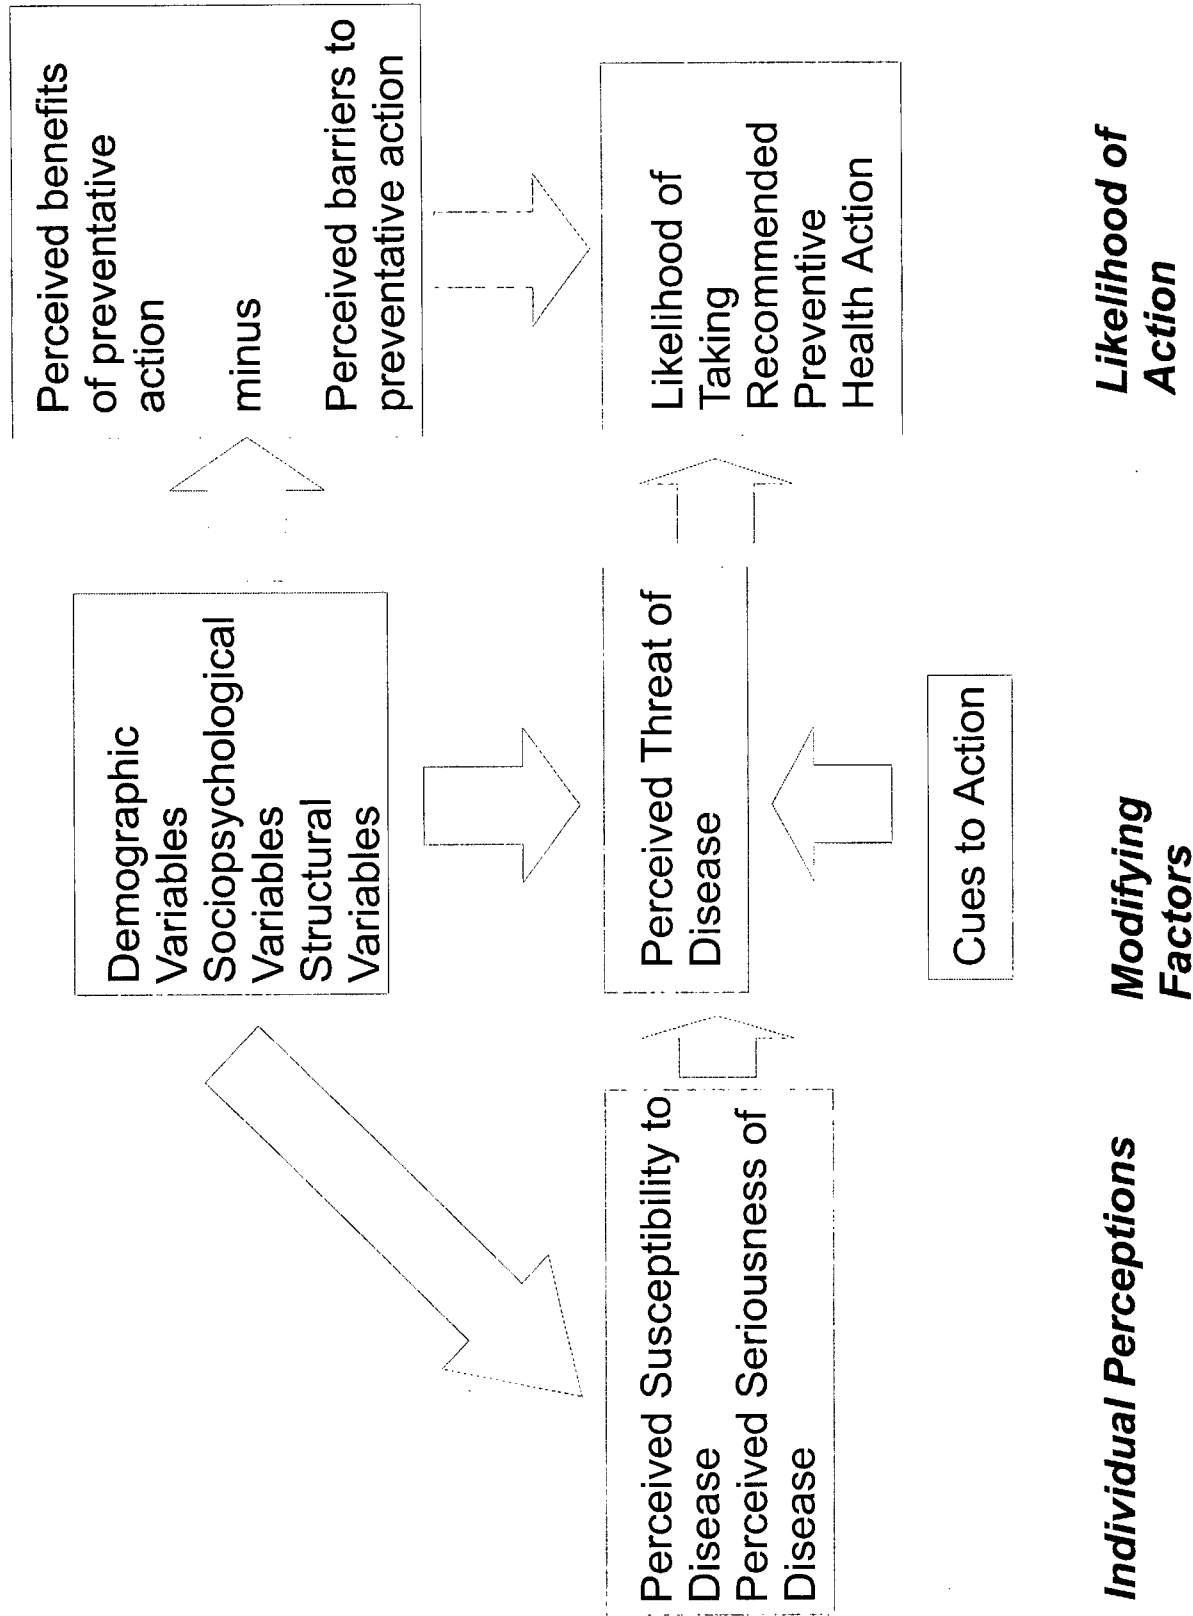 Demographic
Variables
Sociopsychological
Variables
Structural
Variables
Perceived benefits
of preventative
action
minus
Perceived barriers to
preventative action
Perceived Susceptibility to
Disease
Perceived Seriousness of
Disease
Perceived Threat of
Disease
Likelihood of
Taking
Recommended
Preventive
Health Action
Cues to Action
Individual Perceptions
Modifying
Factors
Likelihood of
Action